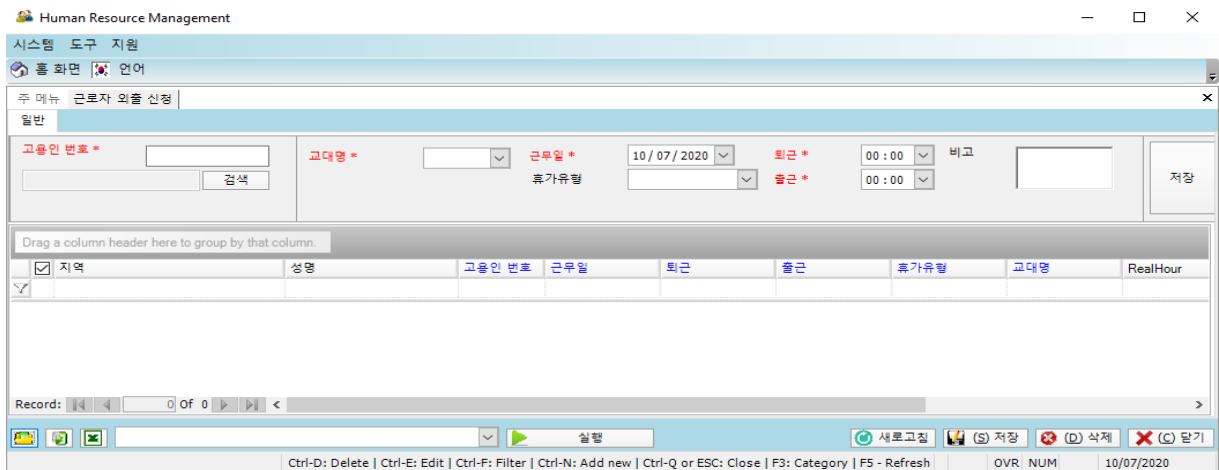 Human Resource Management
시스템 도구 지원
홈 화면 언어
주 메뉴 근로자 외출 신청
일반
고용인 번호 * 교대명 * 근무일 * 10/07/2020 퇴근 * 00:00 비고
검색 휴가유형 출근 * 00:00 저장
Drag a column header here to group by that column.
지역 성명 고용인 번호 근무일 퇴근 출근 휴가유형 교대명 RealHour
Record: 0 Of 0
실행 새로고침 (S) 저장 (D) 삭제 (C) 닫기
Ctrl-D: Delete | Ctrl-E: Edit | Ctrl-F: Filter | Ctrl-N: Add new | Ctrl-Q or ESC: Close | F3: Category | F5 - Refresh OVR NUM 10/07/2020